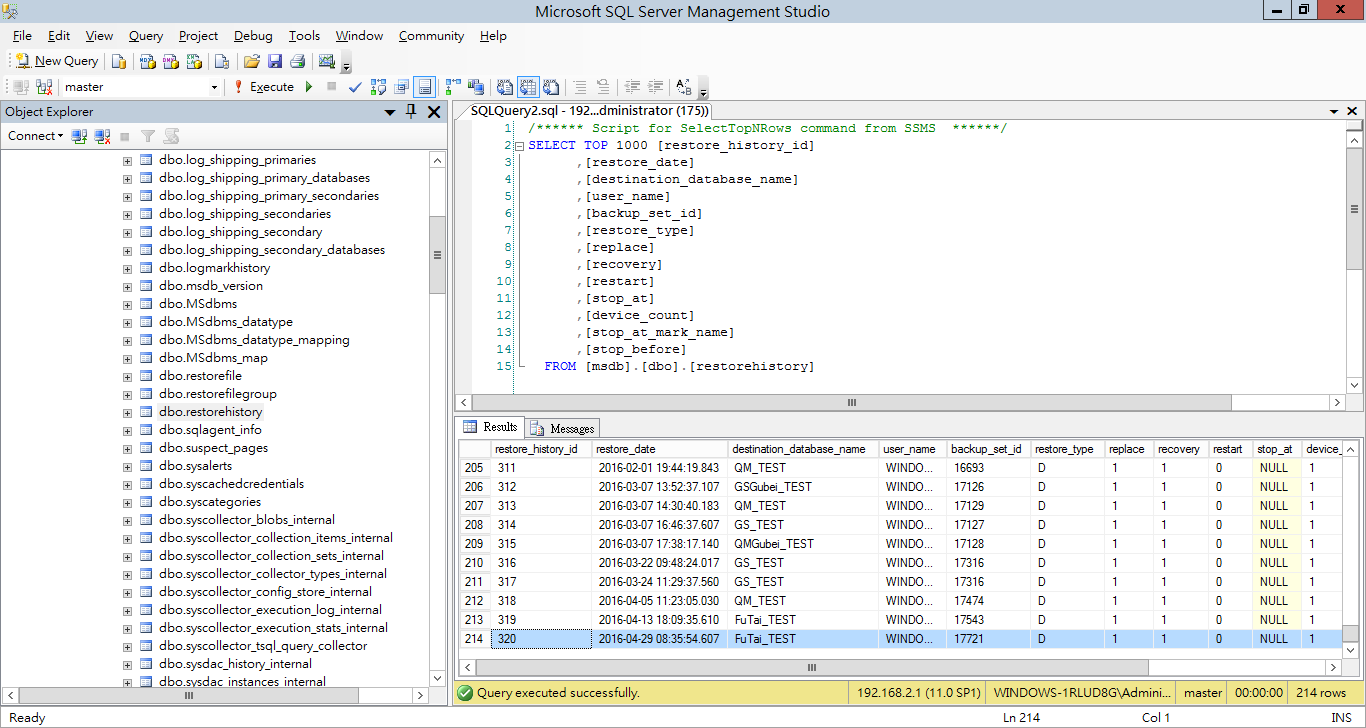 Microsoft SQL Server Management Studio
File Edit View Query Project Debug Tools Window Community Help
New Query
master Execute
Object Explorer
Connect
dbo.log_shipping_primaries
dbo.log_shipping_primary_databases
dbo.log_shipping_primary_secondaries
dbo.log_shipping_secondaries
dbo.log_shipping_secondary
dbo.log_shipping_secondary_databases
dbo.logmarkhistory
dbo.msdb_version
dbo.MSdbms
dbo.MSdbms_datatype
dbo.MSdbms_datatype_mapping
dbo.MSdbms_map
dbo.restorefile
dbo.restorefilegroup
dbo.restorehistory
dbo.sqlagent_info
dbo.suspect_pages
dbo.sysalerts
dbo.syscachedcredentials
dbo.syscategories
dbo.syscollector_blobs_internal
dbo.syscollector_collection_items_internal
dbo.syscollector_collection_sets_internal
dbo.syscollector_collector_types_internal
dbo.syscollector_config_store_internal
dbo.syscollector_execution_log_internal
dbo.syscollector_execution_stats_internal
dbo.syscollector_tsql_query_collector
dbo.sysdac_history_internal
dbo.sysdac_instances_internal
SQLQuery2.sql - 192...dministrator (175))
1 /****** Script for SelectTopNRows command from SSMS ******/
2 SELECT TOP 1000 [restore_history_id]
3 ,[restore_date]
4 ,[destination_database_name]
5 ,[user_name]
6 ,[backup_set_id]
7 ,[restore_type]
8 ,[replace]
9 ,[recovery]
10 ,[restart]
11 ,[stop_at]
12 ,[device_count]
13 ,[stop_at_mark_name]
14 ,[stop_before]
15 FROM [msdb].[dbo].[restorehistory]
Results Messages
restore_history_id restore_date destination_database_name user_name backup_set_id restore_type replace recovery restart stop_at device_
205 311 2016-02-01 19:44:19.843 QM_TEST WINDO... 16693 D 1 1 0 NULL 1
206 312 2016-03-07 13:52:37.107 GSGubei_TEST WINDO... 17126 D 1 1 0 NULL 1
207 313 2016-03-07 14:30:40.183 QM_TEST WINDO... 17129 D 1 1 0 NULL 1
208 314 2016-03-07 16:46:37.607 GS_TEST WINDO... 17127 D 1 1 0 NULL 1
209 315 2016-03-07 17:38:17.140 QMGubei_TEST WINDO... 17128 D 1 1 0 NULL 1
210 316 2016-03-22 09:48:24.017 GS_TEST WINDO... 17316 D 1 1 0 NULL 1
211 317 2016-03-24 11:29:37.560 GS_TEST WINDO... 17316 D 1 1 0 NULL 1
212 318 2016-04-05 11:23:05.030 QM_TEST WINDO... 17474 D 1 1 0 NULL 1
213 319 2016-04-13 18:09:35.610 FuTai_TEST WINDO... 17543 D 1 1 0 NULL 1
214 320 2016-04-29 08:35:54.607 FuTai_TEST WINDO... 17721 D 1 1 0 NULL 1
Query executed successfully. 192.168.2.1 (11.0 SP1) WINDOWS-1RLUD8G\Admini... master 00:00:00 214 rows
Ready Ln 214 Col 1 INS